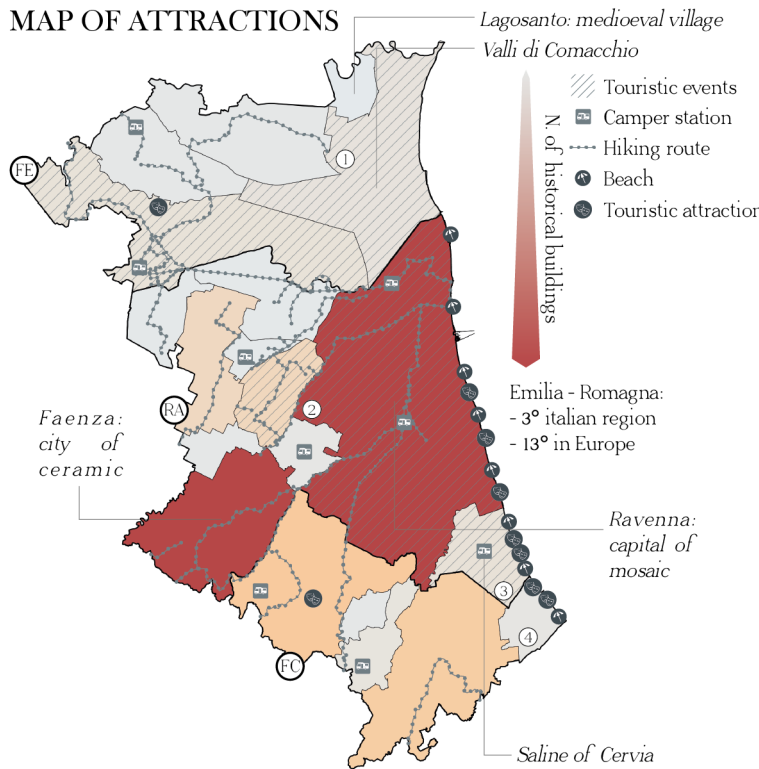 MAP OF ATTRACTIONS
Lagosanto: medioeval village
Valli di Comacchio
N. of historical buildings
Touristic events
Camper station
Hiking route
Beach
Touristic attraction
1
FE
Emilia - Romagna:
- 3° italian region
- 13° in Europe
RA
2
Faenza:
city of
ceramic
Ravenna:
capital of
mosaic
3
4
FC
Saline of Cervia